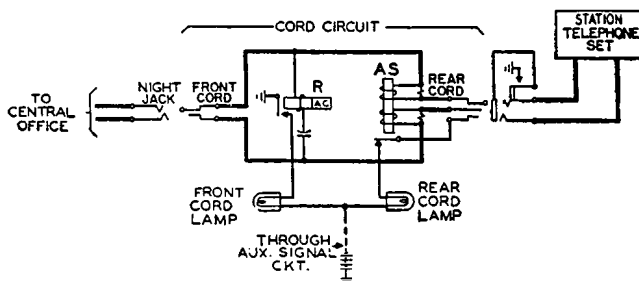 CORD CIRCUIT
STATION
TELEPHONE
SET
TO
CENTRAL
OFFICE
NIGHT
JACK
FRONT
CORD
R
A.C.
AS
REAR
CORD
FRONT
CORD
LAMP
REAR
CORD
LAMP
THROUGH
AUX. SIGNAL
CKT.